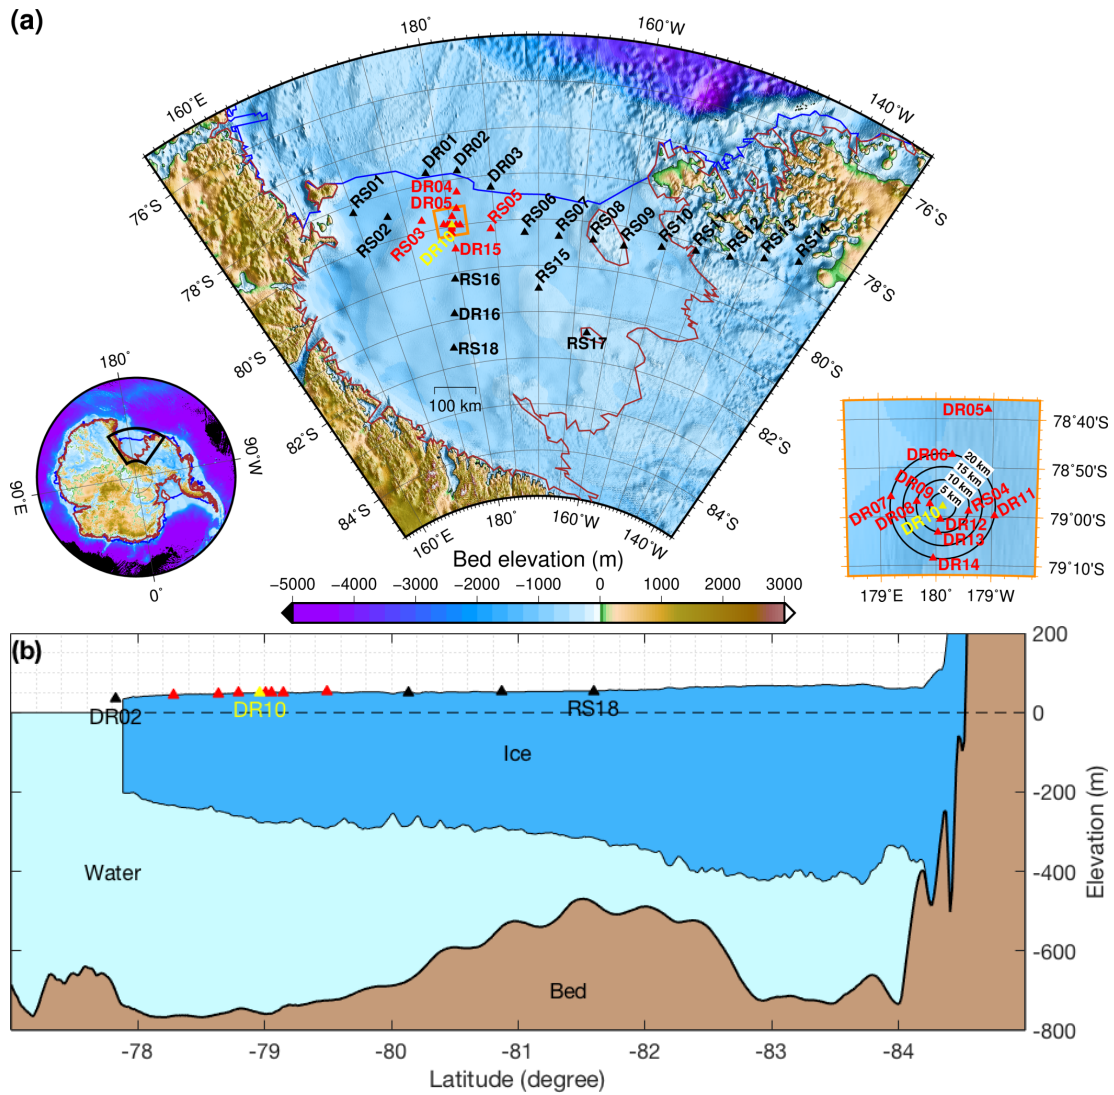 (a)
180˚
160˚W
160˚E
140˚W
DR01
DR02
DR03
RS01
DR04
DR05
RS05
RS06
RS07
RS08
RS09
RS10
RS11
RS12
RS13
RS14
76˚S
76˚S
RS02
RS03
DR10
DR15
RS16
RS15
78˚S
78˚S
DR16
RS17
RS18
80˚S
80˚S
100 km
82˚S
82˚S
84˚S
84˚S
160˚E
180˚
160˚W
140˚W
180˚
90˚W
90˚E
0˚
DR05
78˚40'S
DR06
20 km
15 km
10 km
5 km
78˚50'S
DR09
DR07
DR08
DR10
RS04
DR11
79˚00'S
DR12
DR13
DR14
79˚10'S
179˚E
180˚
179˚W
Bed elevation (m)
−5000 −4000 −3000 −2000 −1000 0 1000 2000 3000
(b)
200
DR02
DR10
RS18
0
Ice
-200
Water
-400
-600
Bed
-800
Elevation (m)
-78 -79 -80 -81 -82 -83 -84
Latitude (degree)